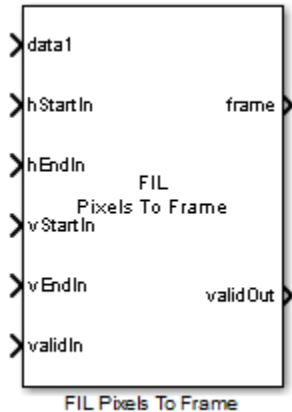 data1
hStartIn
frame
hEndIn
FIL
Pixels To Frame
vStartIn
vEndIn
validOut
validIn
FIL Pixels To Frame